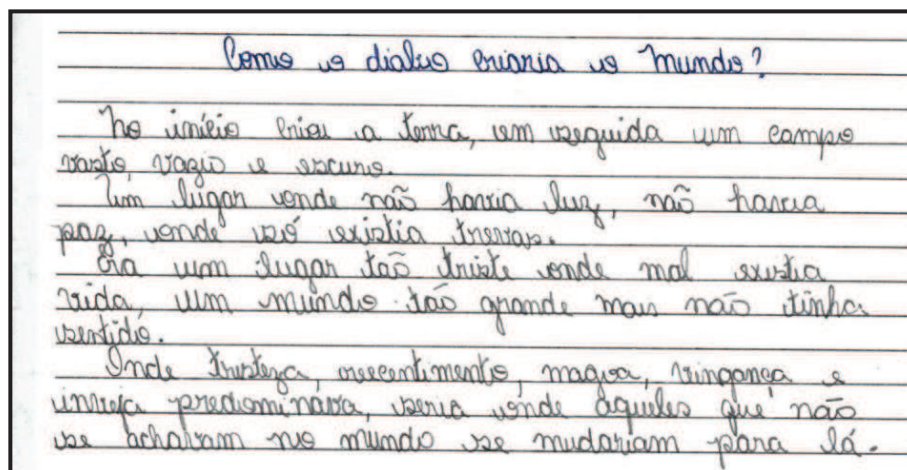 Como o diabo criaria o mundo?
No início criou a terra, em seguida um campo
vasto, vazio e escuro.
Um lugar onde não havia luz, não havia
paz, onde só existia trevas.
Era um lugar tão triste onde mal existia
vida, um mundo tão grande mais não tinha
sentido.
Onde tristeza, reecentimento, magoa, vingança e
inveja predominava, seria onde aqueles que não
se achavam no mundo se mudariam para lá.